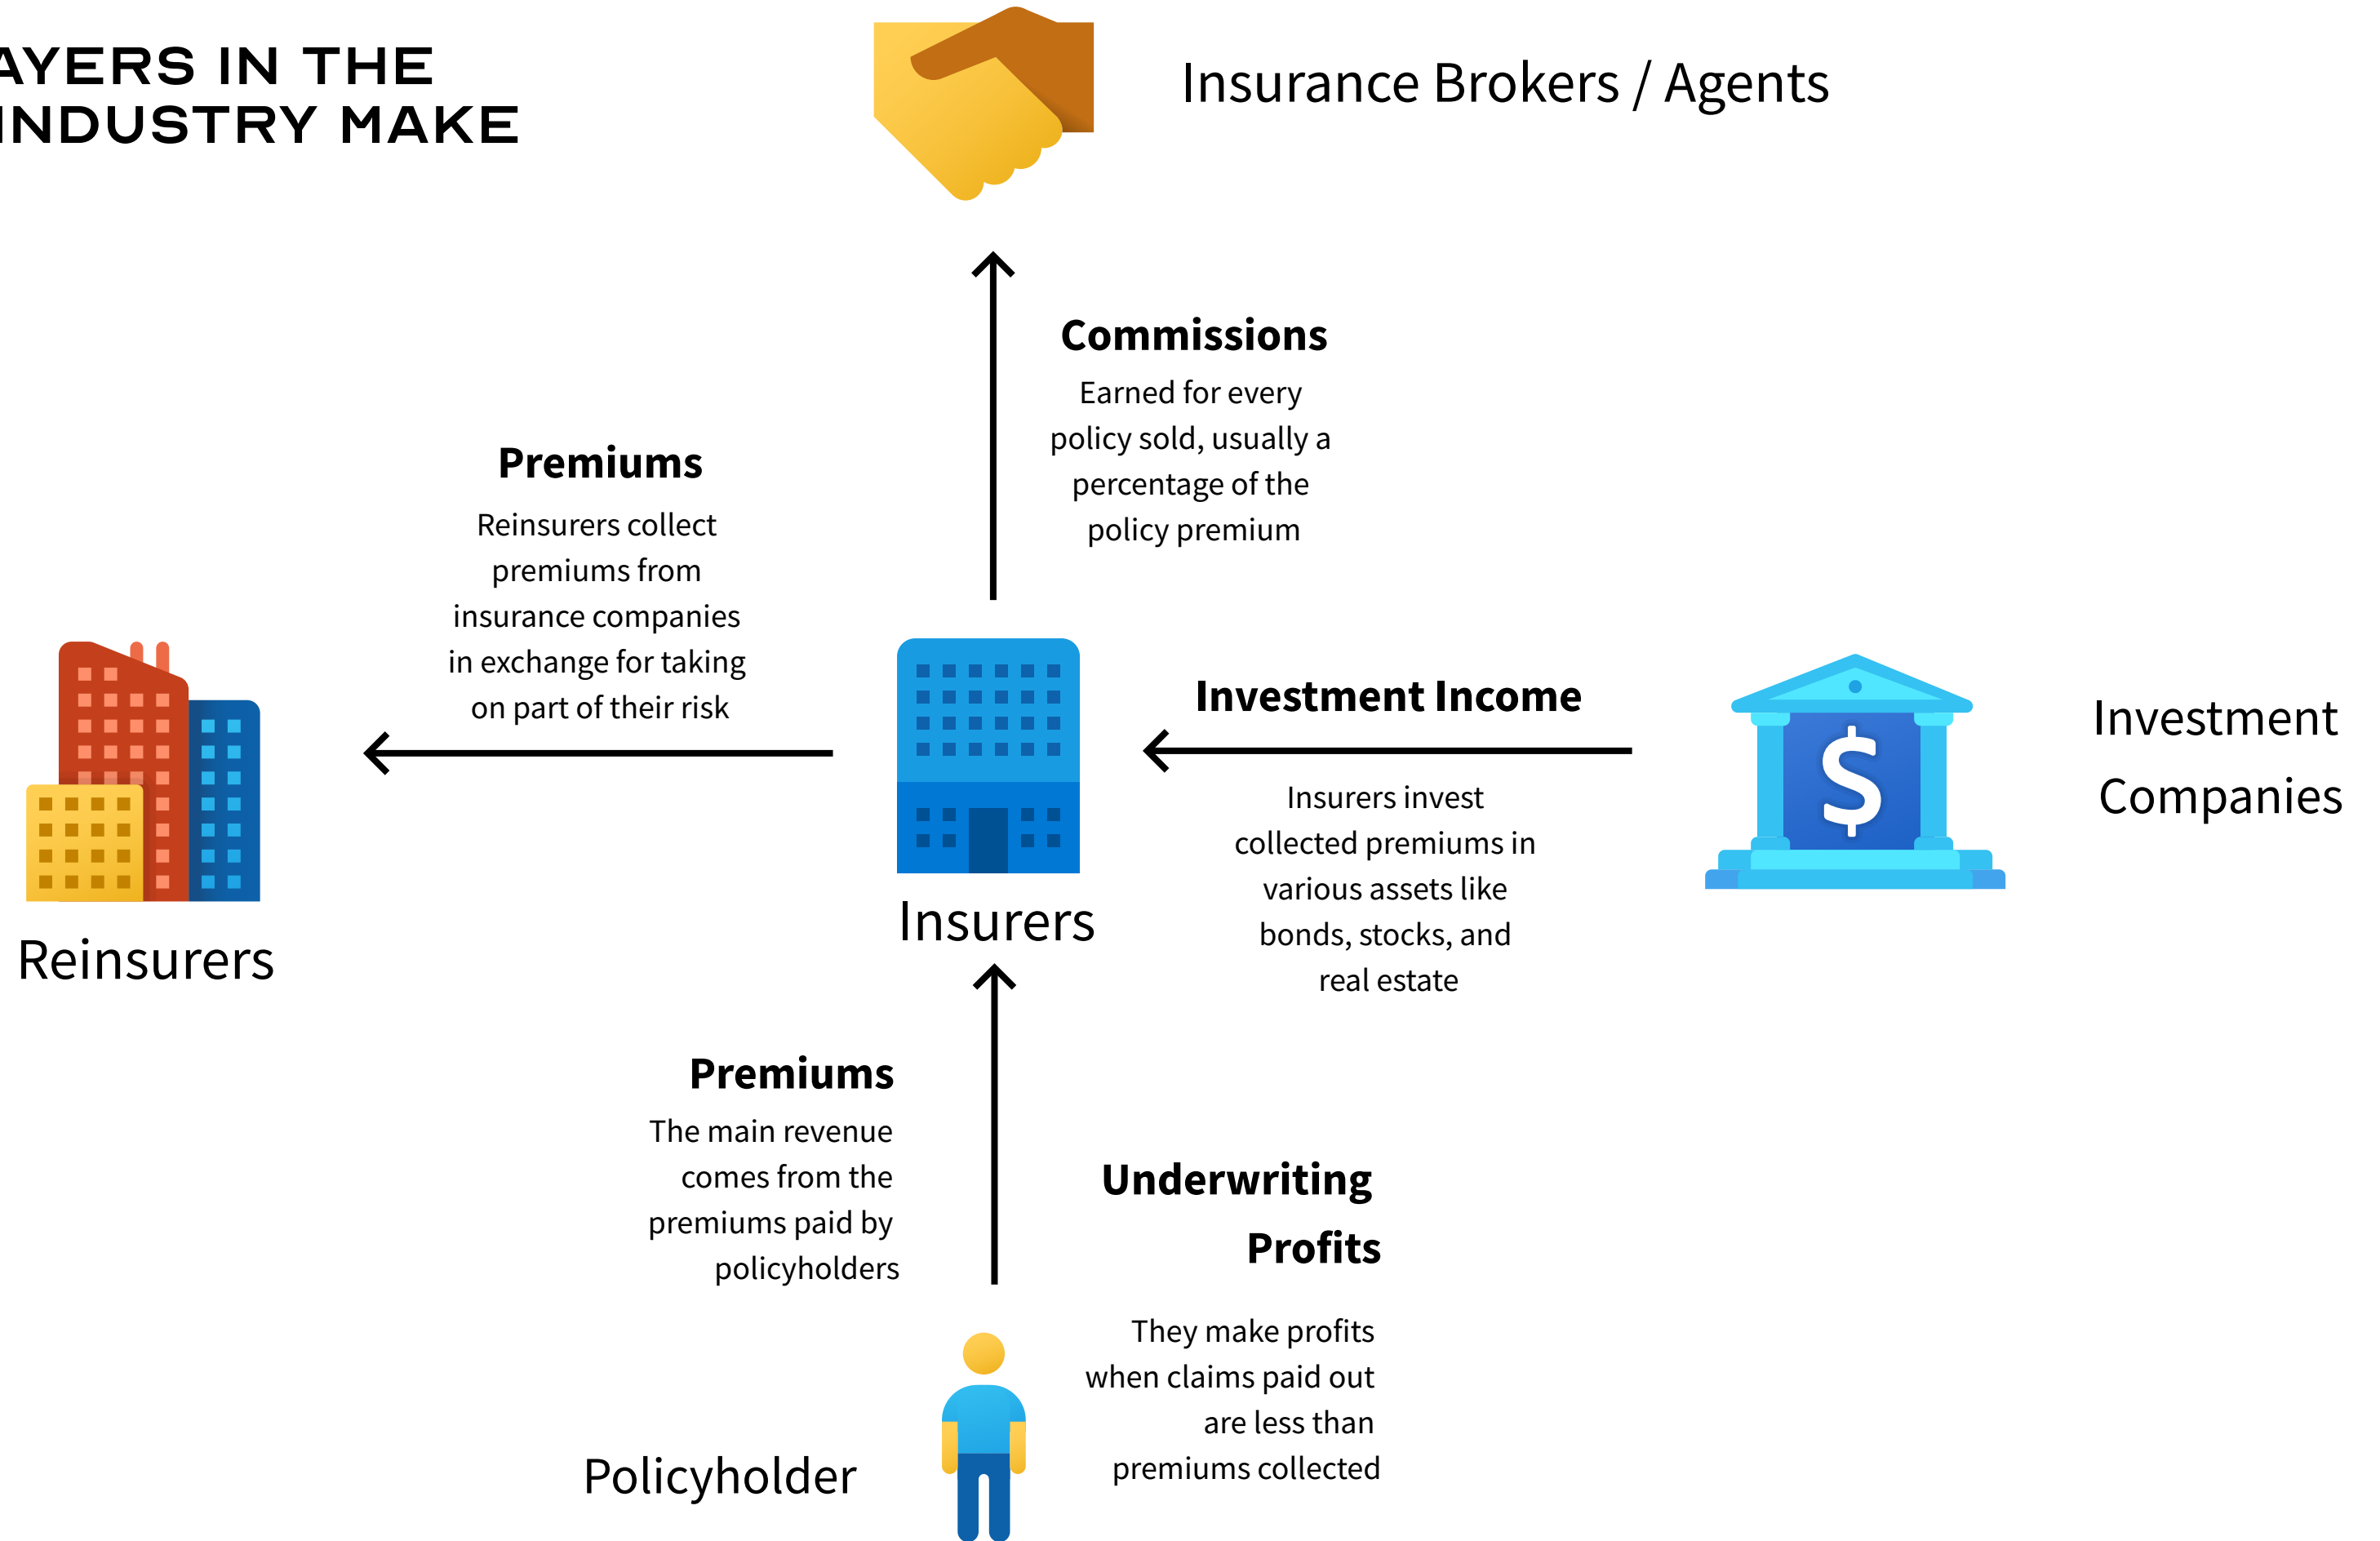 AYERS IN THE
INDUSTRY MAKE
Insurance Brokers / Agents
Commissions
Earned for every
policy sold, usually a
percentage of the
policy premium
Premiums
Reinsurers collect
premiums from
insurance companies
in exchange for taking
on part of their risk
Reinsurers
Insurers
Investment Income
Insurers invest
collected premiums in
various assets like
bonds, stocks, and
real estate
$
Investment
Companies
Premiums
The main revenue
comes from the
premiums paid by
policyholders
Underwriting
Profits
They make profits
when claims paid out
are less than
premiums collected
Policyholder